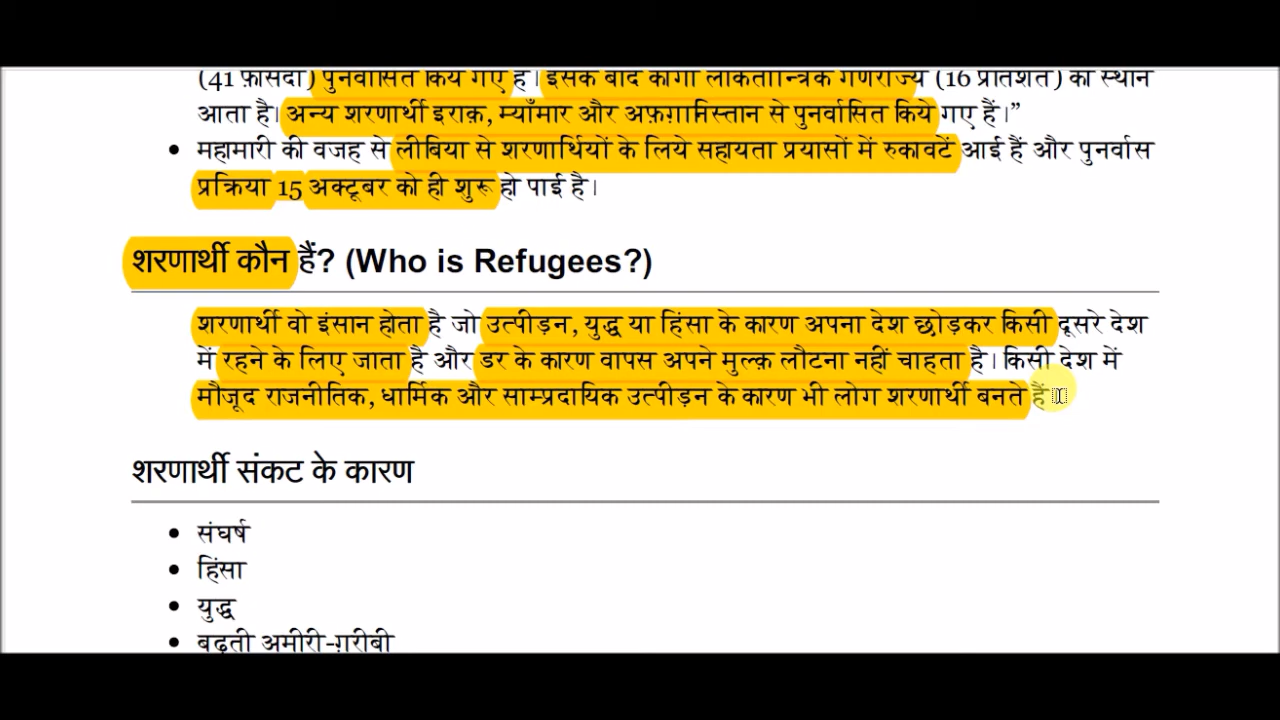 (41 फ़ीसदी) पुनर्वासित किये गए हैं। इसके बाद काँगो लोकतान्त्रिक गणराज्य (16 प्रतिशत) का स्थान
आता है। अन्य शरणार्थी इराक़, म्याँमार और अफ़ग़ानिस्तान से पुनर्वासित किये गए हैं।”
• महामारी की वजह से लीबिया से शरणार्थियों के लिये सहायता प्रयासों में रुकावटें आई हैं और पुनर्वास
प्रक्रिया 15 अक्टूबर को ही शुरू हो पाई है।
शरणार्थी कौन हैं? (Who is Refugees?)
शरणार्थी वो इंसान होता है जो उत्पीड़न, युद्ध या हिंसा के कारण अपना देश छोड़कर किसी दूसरे देश
में रहने के लिए जाता है और डर के कारण वापस अपने मुल्क़ लौटना नहीं चाहता है। किसी देश में
मौजूद राजनीतिक, धार्मिक और साम्प्रदायिक उत्पीड़न के कारण भी लोग शरणार्थी बनते हैं
शरणार्थी संकट के कारण
• संघर्ष
• हिंसा
• युद्ध
• बढ़ती अमीरी-ग़रीबी